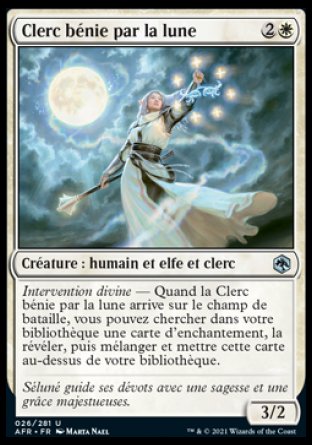 Clerc bénie par la lune 2
Créature : humain et elfe et clerc
Intervention divine — Quand la Clerc
bénie par la lune arrive sur le champ de
bataille, vous pouvez chercher dans votre
bibliothèque une carte d'enchantement, la
révéler, puis mélanger et mettre cette carte
au-dessus de votre bibliothèque.
Séluné guide ses dévots avec une sagesse et une
grâce majestueuses.
3/2
026/281 U
AFR • FR Marta Nael
™ & © 2021 Wizards of the Coast